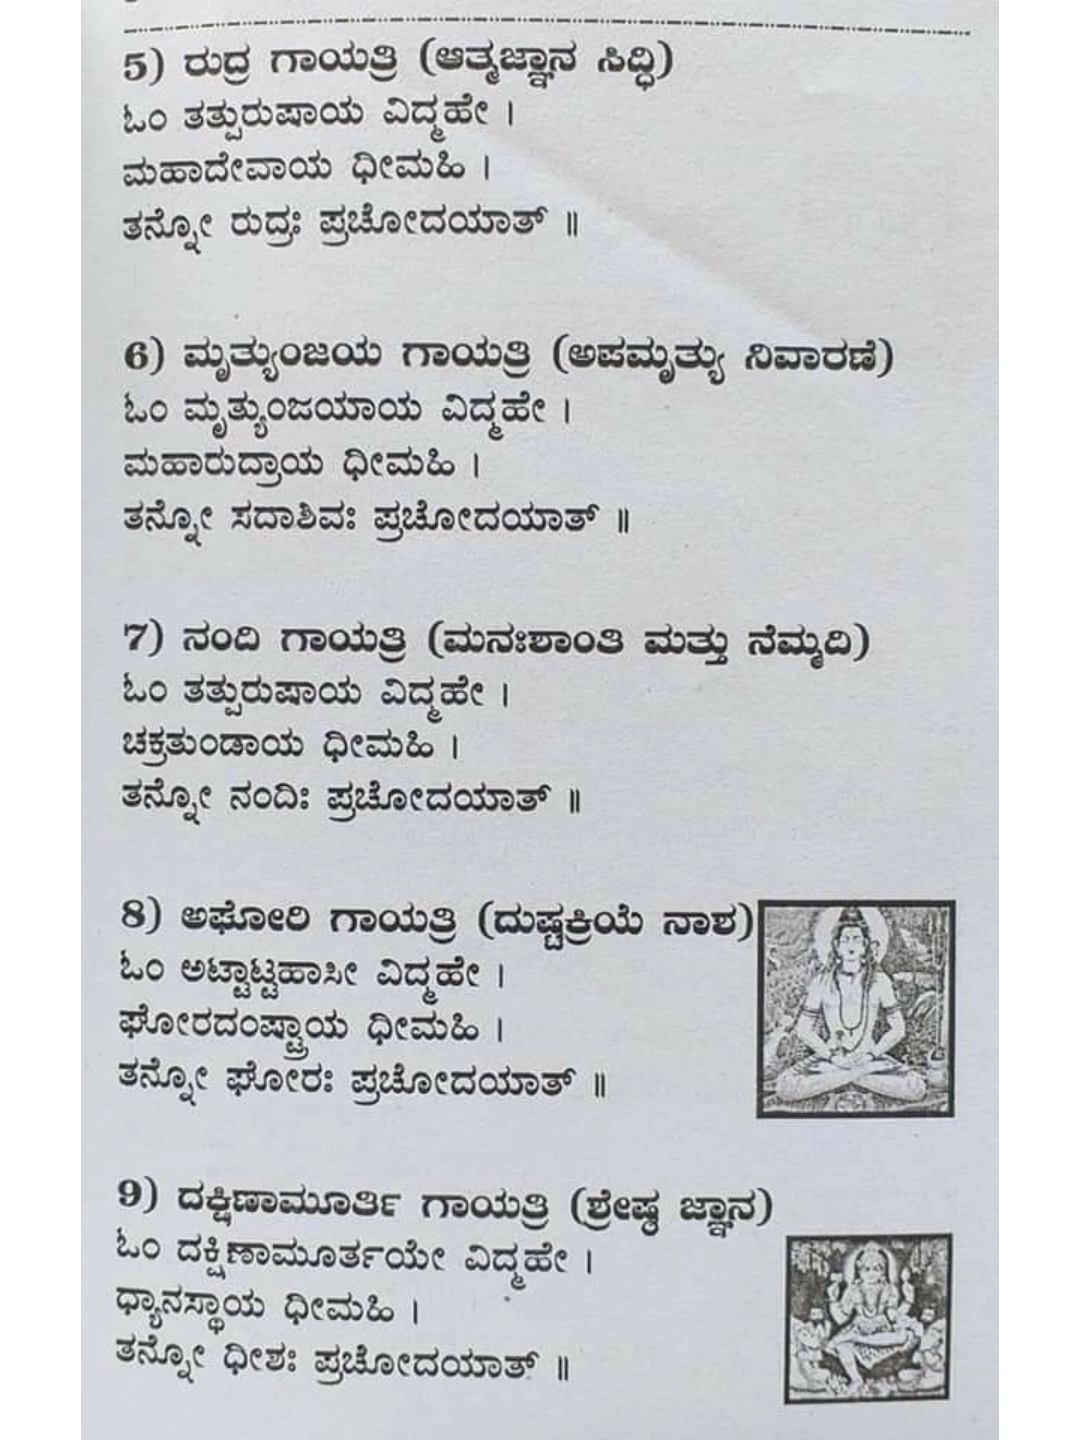 5) ರುದ್ರ ಗಾಯತ್ರಿ (ಆತ್ಮಜ್ಞಾನ ಸಿದ್ಧಿ)
ಓಂ ತತ್ಪುರುಷಾಯ ವಿದ್ಮಹೇ ।
ಮಹಾದೇವಾಯ ಧೀಮಹಿ ।
ತನ್ನೋ ರುದ್ರಃ ಪ್ರಚೋದಯಾತ್ ॥
6) ಮೃತ್ಯುಂಜಯ ಗಾಯತ್ರಿ (ಅಪಮೃತ್ಯು ನಿವಾರಣೆ)
ಓಂ ಮೃತ್ಯುಂಜಯಾಯ ವಿದ್ಮಹೇ ।
ಮಹಾರುದ್ರಾಯ ಧೀಮಹಿ ।
ತನ್ನೋ ಸದಾಶಿವಃ ಪ್ರಚೋದಯಾತ್ ॥
7) ನಂದಿ ಗಾಯತ್ರಿ (ಮನಃಶಾಂತಿ ಮತ್ತು ನೆಮ್ಮದಿ)
ಓಂ ತತ್ಪುರುಷಾಯ ವಿದ್ಮಹೇ ।
ಚಕ್ರತುಂಡಾಯ ಧೀಮಹಿ ।
ತನ್ನೋ ನಂದಿಃ ಪ್ರಚೋದಯಾತ್ ॥
8) ಅಘೋರಿ ಗಾಯತ್ರಿ (ದುಷ್ಟಕ್ರಿಯೆ ನಾಶ)
ಓಂ ಅಟ್ಟಾಟ್ಟಹಾಸೀ ವಿದ್ಮಹೇ ।
ಘೋರದಂಷ್ಟ್ರಾಯ ಧೀಮಹಿ ।
ತನ್ನೋ ಘೋರಃ ಪ್ರಚೋದಯಾತ್ ॥
9) ದಕ್ಷಿಣಾಮೂರ್ತಿ ಗಾಯತ್ರಿ (ಶ್ರೇಷ್ಠ ಜ್ಞಾನ)
ಓಂ ದಕ್ಷಿಣಾಮೂರ್ತಯೇ ವಿದ್ಮಹೇ ।
ಧ್ಯಾನಸ್ಥಾಯ ಧೀಮಹಿ ।
ತನ್ನೋ ಧೀಶಃ ಪ್ರಚೋದಯಾತ್ ॥